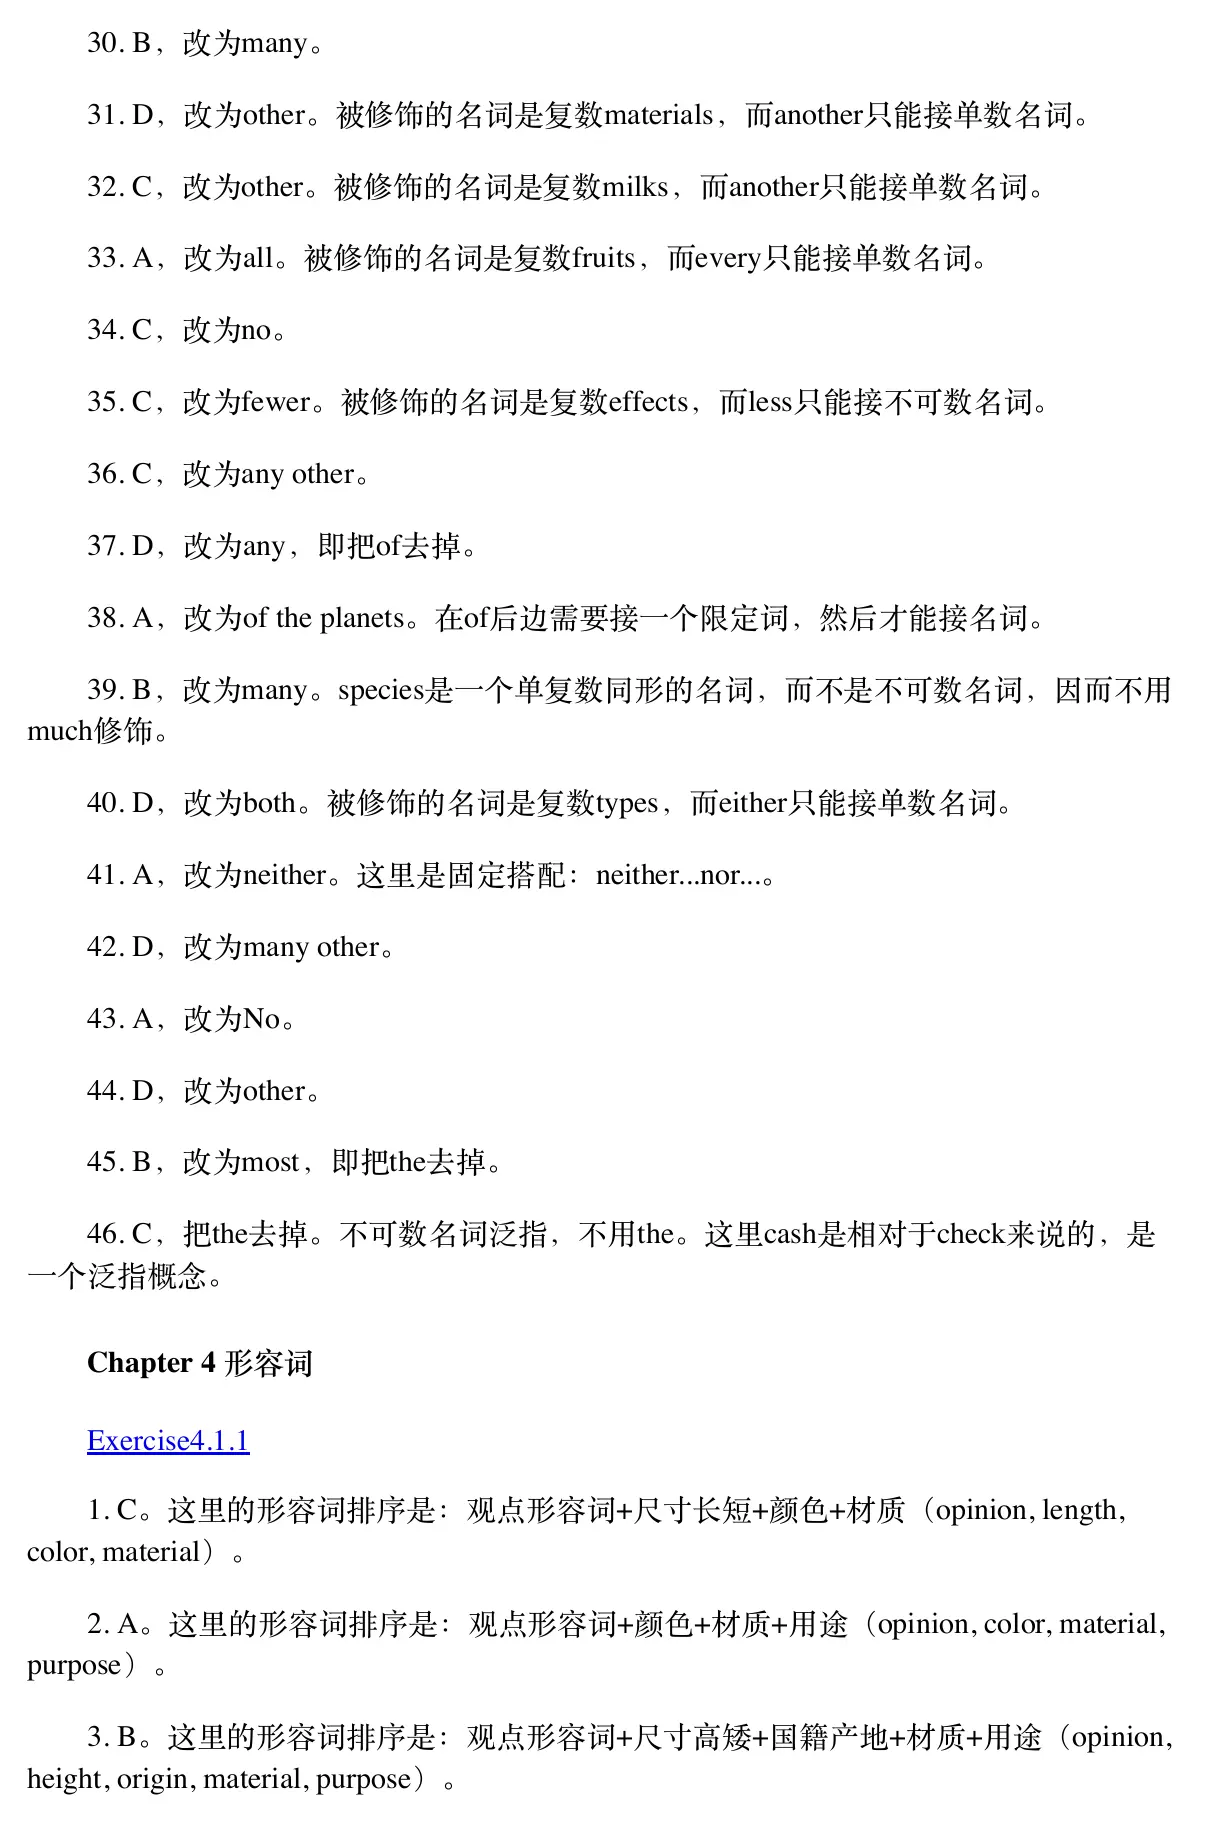 30. B，改为many。
31. D，改为other。被修饰的名词是复数materials，而another只能接单数名词。
32. C，改为other。被修饰的名词是复数milks，而another只能接单数名词。
33. A，改为all。被修饰的名词是复数fruits，而every只能接单数名词。
34. C，改为no。
35. C，改为fewer。被修饰的名词是复数effects，而less只能接不可数名词。
36. C，改为any other。
37. D，改为any，即把of去掉。
38. A，改为of the planets。在of后边需要接一个限定词，然后才能接名词。
39. B，改为many。species是一个单复数同形的名词，而不是不可数名词，因而不用
much修饰。
40. D，改为both。被修饰的名词是复数types，而either只能接单数名词。
41. A，改为neither。这里是固定搭配：neither...nor...。
42. D，改为many other。
43. A，改为No。
44. D，改为other。
45. B，改为most，即把the去掉。
46. C，把the去掉。不可数名词泛指，不用the。这里cash是相对于check来说的，是
一个泛指概念。
Chapter 4 形容词
Exercise4.1.1
1. C。这里的形容词排序是：观点形容词+尺寸长短+颜色+材质（opinion, length,
color, material）。
2. A。这里的形容词排序是：观点形容词+颜色+材质+用途（opinion, color, material,
purpose）。
3. B。这里的形容词排序是：观点形容词+尺寸高矮+国籍产地+材质+用途（opinion,
height, origin, material, purpose）。